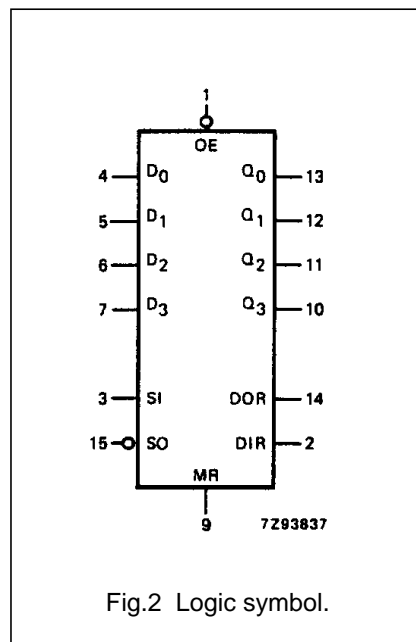 1
OE
4 D0 Q0 13
5 D1 Q1 12
6 D2 Q2 11
7 D3 Q3 10
3 SI DOR 14
15 SO DIR 2
MR
9 7Z93837
Fig.2 Logic symbol.